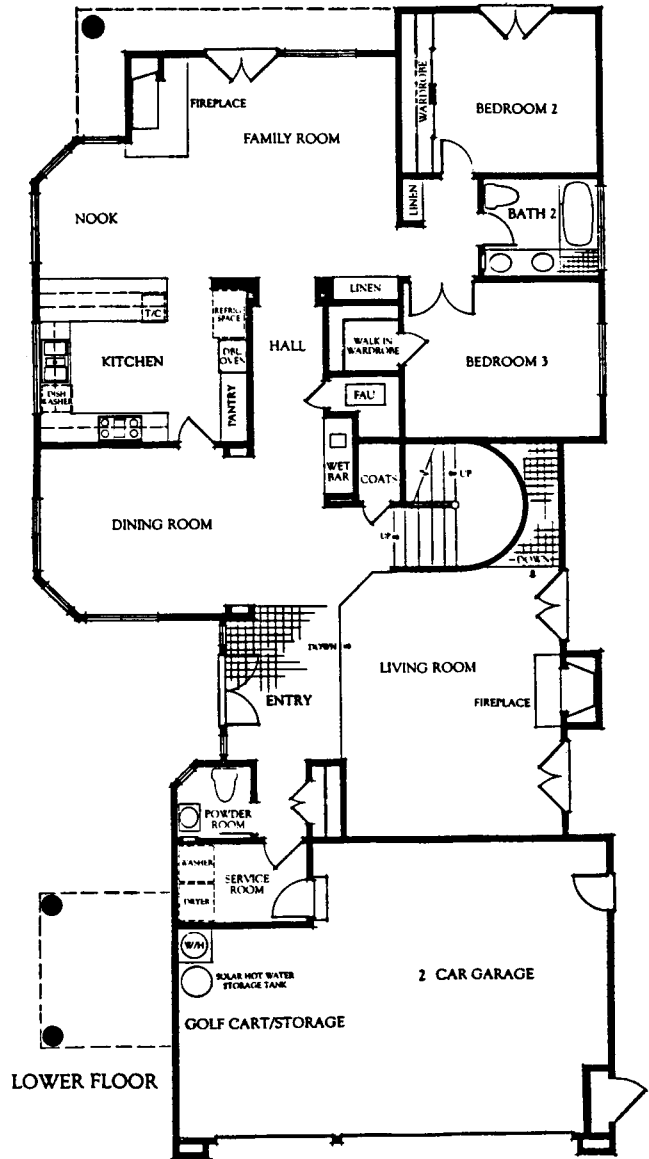 FIREPLACE
FAMILY ROOM
WARDROBE
BEDROOM 2
LINEN
BATH 2
NOOK
T/C
REFRIG
SPACE
LINEN
HALL
WALK IN
WARDROBE
KITCHEN
DBL
OVEN
BEDROOM 3
DISH
WASHER
PANTRY
FAU
WET
BAR
COATS
UP
UP
DINING ROOM
DOWN
DOWN
LIVING ROOM
ENTRY
FIREPLACE
POWDER
ROOM
WASHER
SERVICE
ROOM
DRYER
W/H
SOLAR HOT WATER
STORAGE TANK
2 CAR GARAGE
GOLF CART/STORAGE
LOWER FLOOR